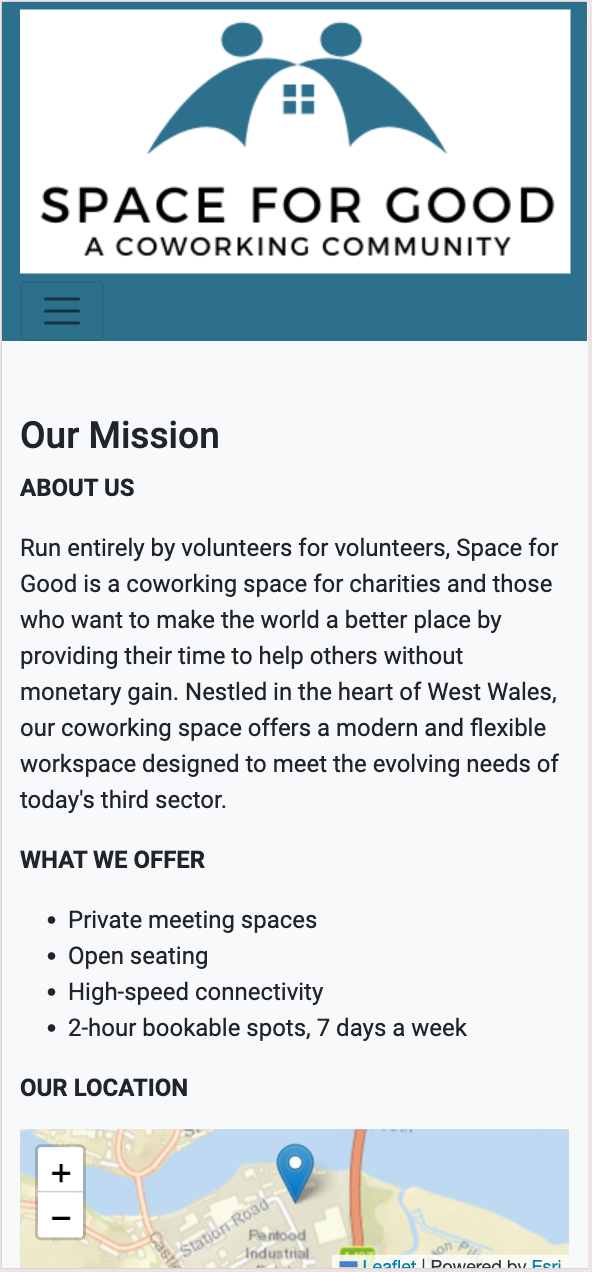 SPACE FOR GOOD
A COWORKING COMMUNITY
Our Mission
ABOUT US
Run entirely by volunteers for volunteers, Space for
Good is a coworking space for charities and those
who want to make the world a better place by
providing their time to help others without
monetary gain. Nestled in the heart of West Wales,
our coworking space offers a modern and flexible
workspace designed to meet the evolving needs of
today's third sector.
WHAT WE OFFER
• Private meeting spaces
• Open seating
• High-speed connectivity
• 2-hour bookable spots, 7 days a week
OUR LOCATION
+
−
Station Road
Pentood
Industrial
Leaflet | Powered by Esri